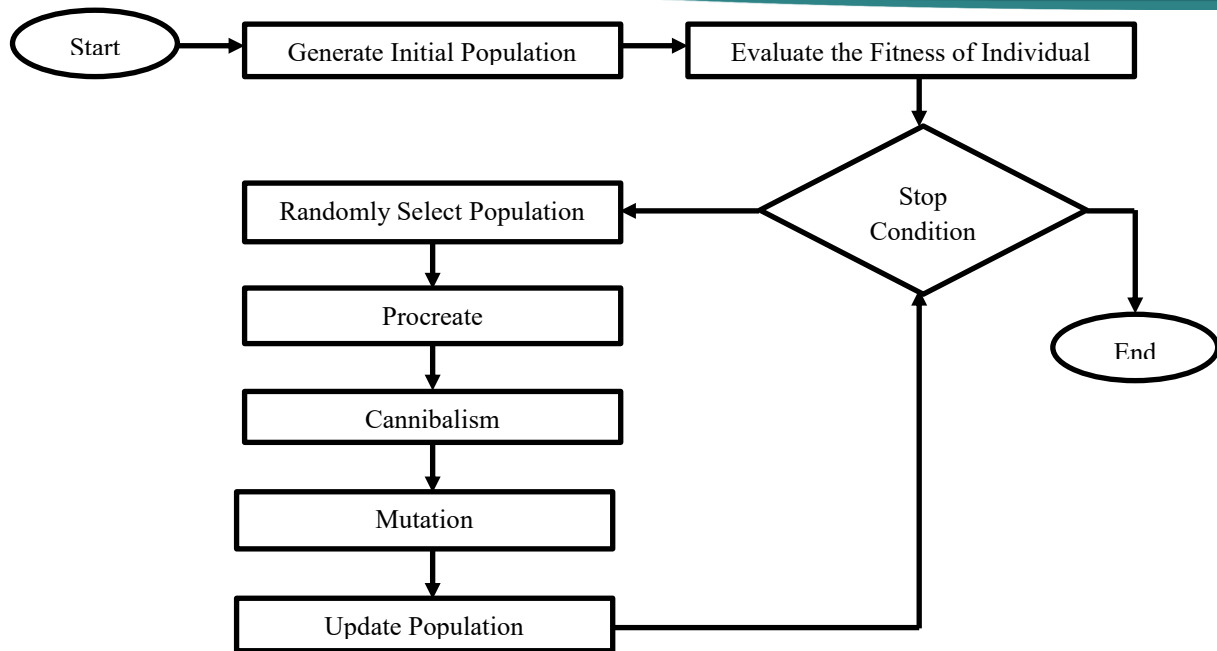 Start
Generate Initial Population
Evaluate the Fitness of Individual
Stop
Condition
Randomly Select Population
Procreate
End
Cannibalism
Mutation
Update Population